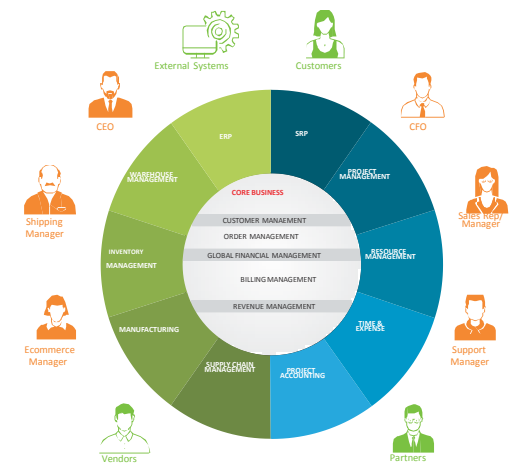 External Systems
Customers
CEO
CFO
ERP
SRP
WAREHOUSE
MANAGEMENT
PROJECT
MANAGEMENT
CORE BUSINESS
Shipping
Manager
Sales Rep/
Manager
CUSTOMER MANAEMENT
ORDER MANAGEMENT
INVENTORY
MANAGEMENT
GLOBAL FINANCIAL MANAGEMENT
RESOURCE
MANAGEMENT
BILLING MANAGEMENT
REVENUE MANAGEMENT
MANUFACTURING
TIME &
EXPENSE
Ecommerce
Manager
Support
Manager
SUPPLY CHAIN
MANAGEMENT
PROJECT
ACCOUNTING
Vendors
Partners